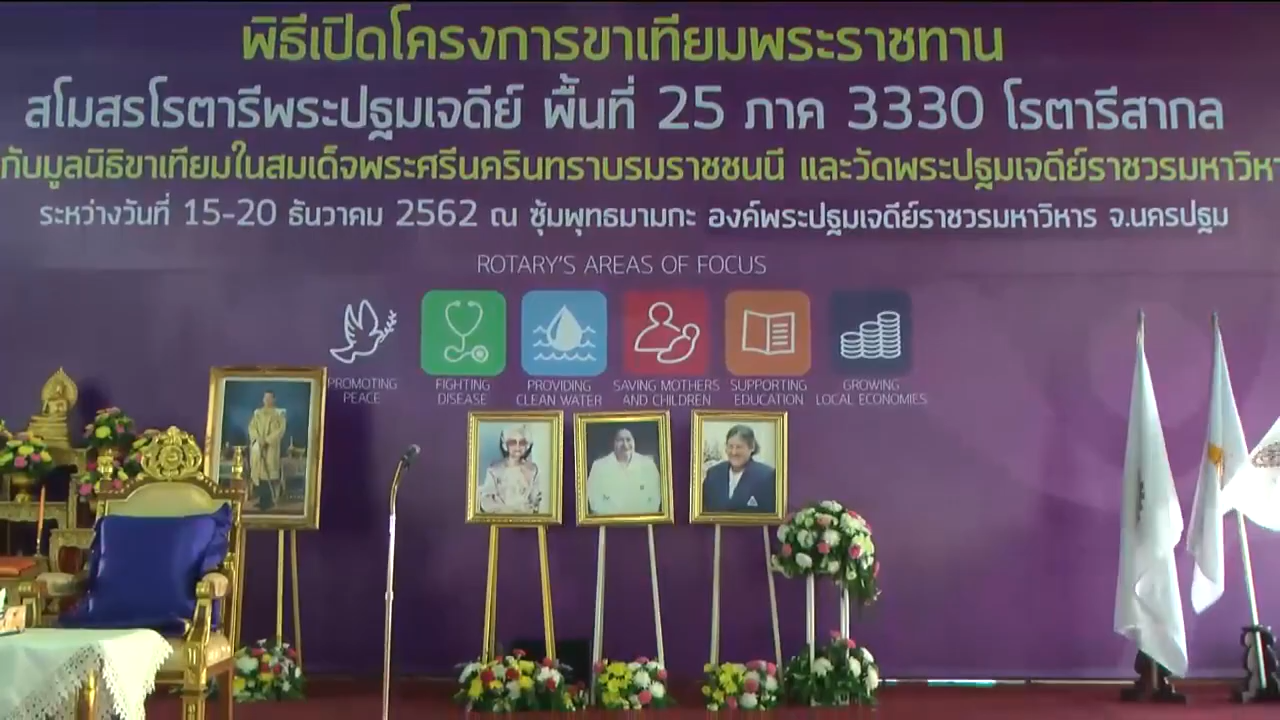 พิธีเปิดโครงการขาเทียมพระราชทาน
สโมสรโรตารีพระปฐมเจดีย์ พื้นที่ 25 ภาค 3330 โรตารีสากล
กับมูลนิธิขาเทียมในสมเด็จพระศรีนครินทราบรมราชชนนี และวัดพระปฐมเจดีย์ราชวรมหาวิห
ระหว่างวันที่ 15-20 ธันวาคม 2562 ณ ซุ้มพุทธมามกะ องค์พระปฐมเจดีย์ราชวรมหาวิหาร จ.นครปฐม
ROTARY'S AREAS OF FOCUS
PROMOTING PEACE
FIGHTING DISEASE
PROVIDING CLEAN WATER
SAVING MOTHERS AND CHILDREN
SUPPORTING EDUCATION
GROWING LOCAL ECONOMIES